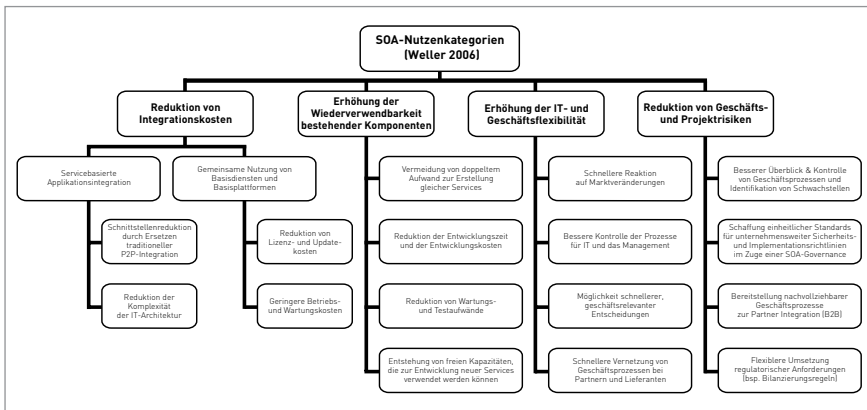 SOA-Nutzenkategorien
(Weller 2006)
Reduktion von
Integrationskosten
Erhöhung der
Wiederverwendbarkeit
bestehender Komponenten
Erhöhung der IT- und
Geschäftsflexibilität
Reduktion von Geschäfts-
und Projektrisiken
Servicebasierte
Applikationsintegration
Schnittstellenreduktion
durch Ersetzen
traditioneller
P2P-Integration
Reduktion der
Komplexität
der IT-Architektur
Gemeinsame Nutzung von
Basisdiensten und
Basisplattformen
Reduktion von
Lizenz- und Update-
kosten
Geringere Betriebs-
und Wartungskosten
Vermeidung von doppeltem
Aufwand zur Erstellung
gleicher Services
Reduktion der Entwicklungszeit
und der Entwicklungskosten
Reduktion von Wartungs-
und Testaufwände
Entstehung von freien Kapazitäten,
die zur Entwicklung neuer Services
verwendet werden können
Schnellere Reaktion
auf Marktveränderungen
Bessere Kontrolle der Prozesse
für IT und das Management
Möglichkeit schnellerer,
geschäftsrelevanter
Entscheidungen
Schnellere Vernetzung von
Geschäftsprozessen bei
Partnern und Lieferanten
Besserer Überblick & Kontrolle
von Geschäftsprozessen und
Identifikation von Schwachstellen
Schaffung einheitlicher Standards
für unternehmensweiter Sicherheits-
und Implementationsrichtlinien
im Zuge einer SOA-Governance
Bereitstellung nachvollziehbarer
Geschäftsprozesse
zur Partner Integration (B2B)
Flexiblere Umsetzung
regulatorischer Anforderungen
(bsp. Bilanzierungsregeln)